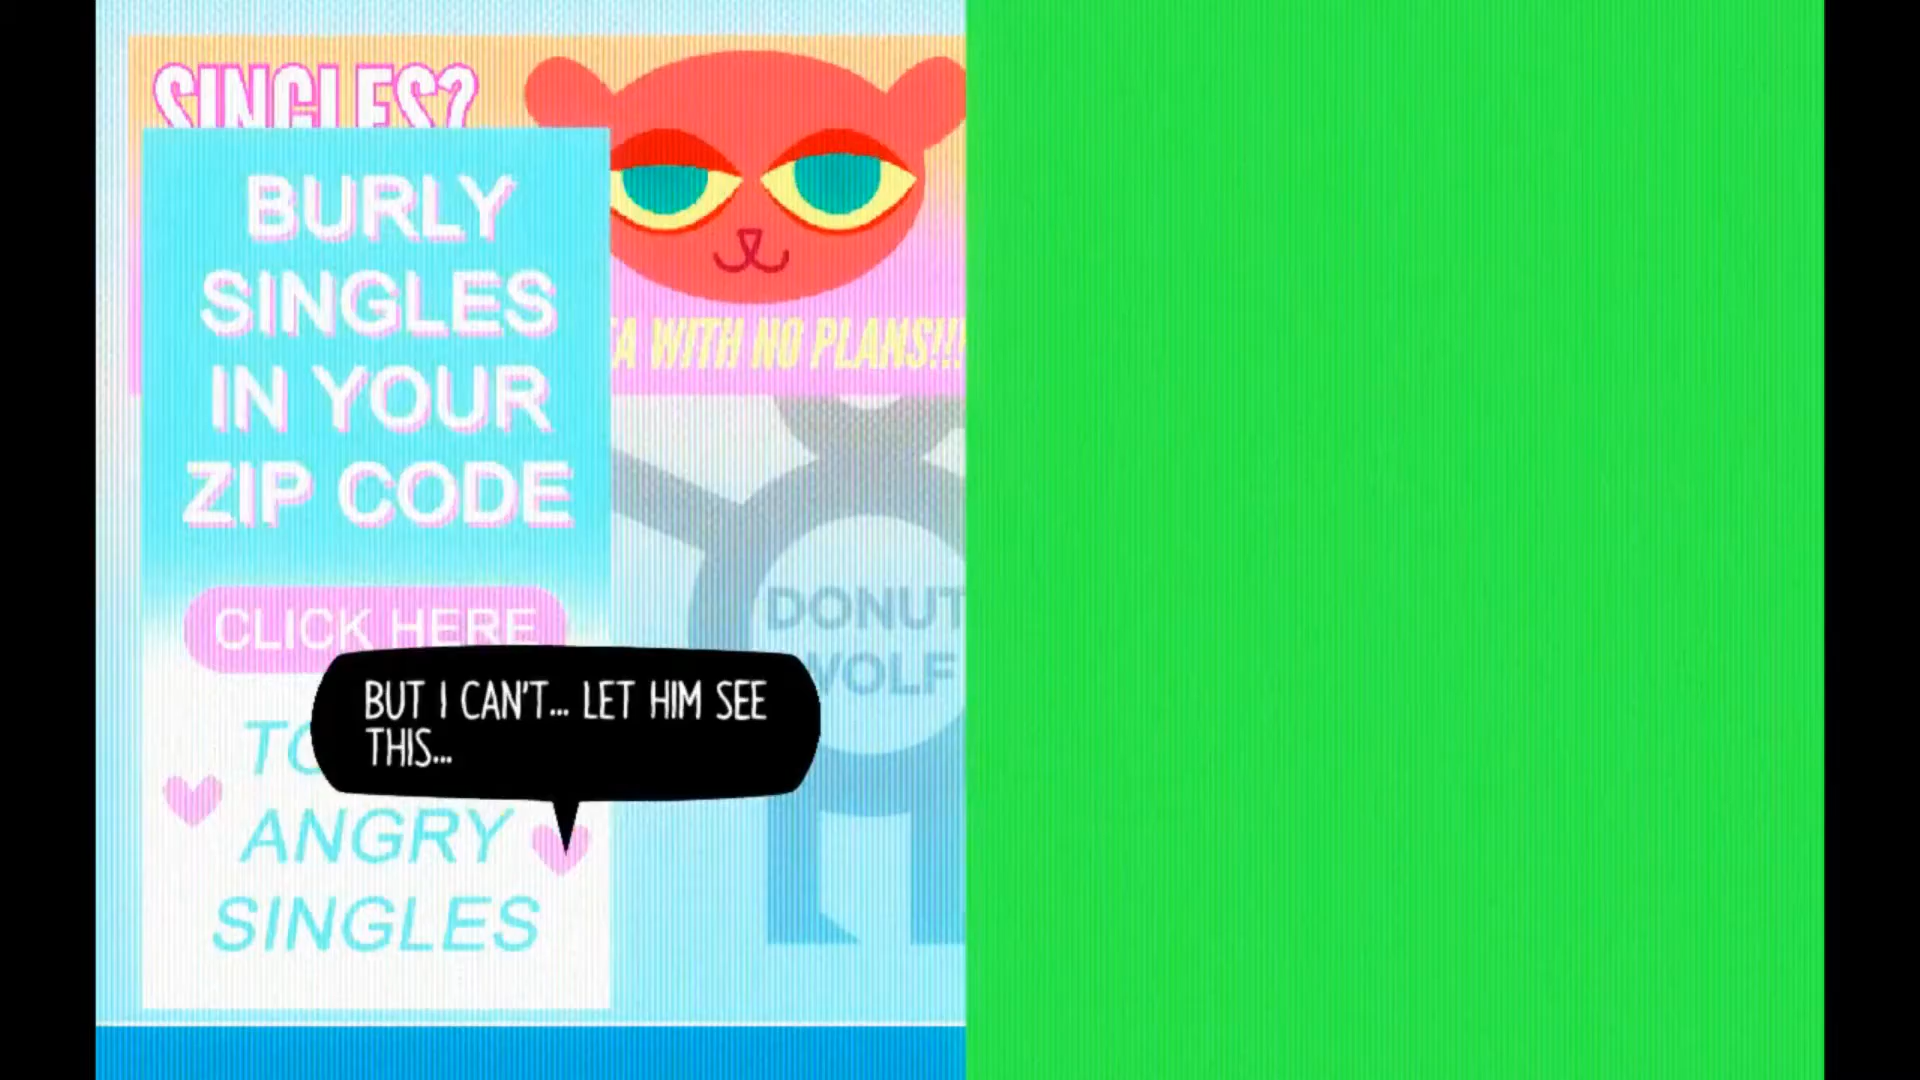 SINGLES?
BURLY
SINGLES
IN YOUR
ZIP CODE
WITH NO PLANS!!!
CLICK HERE
DONUT
WOLF
BUT I CAN'T... LET HIM SEE
THIS...
ANGRY
SINGLES